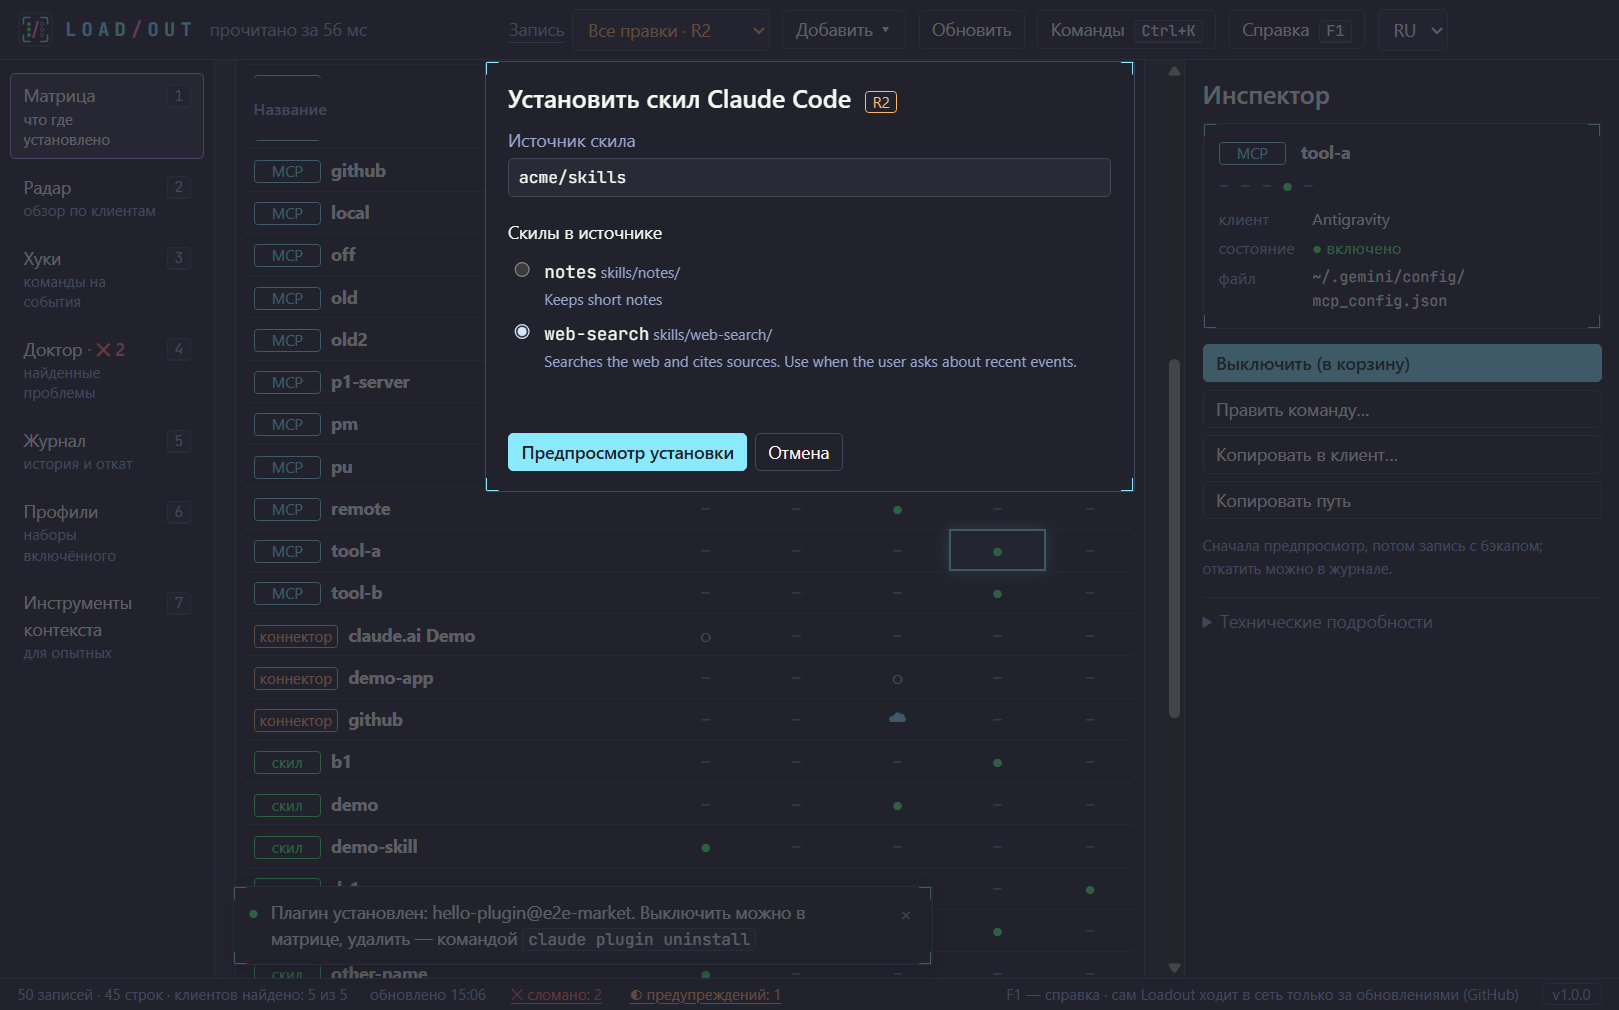 LOAD/OUT прочитано за 56 мс Запись Все правки · R2 Добавить ▾ Обновить Команды Ctrl+K Справка F1 RU
Матрица 1
что где
установлено
Радар 2
обзор по клиентам
Хуки 3
команды на
события
Доктор · ✕ 2 4
найденные
проблемы
Журнал 5
история и откат
Профили 6
наборы
включённого
Инструменты 7
контекста
для опытных
Название
MCP github
MCP local
MCP off
MCP old
MCP old2
MCP p1-server
MCP pm
MCP pu
MCP remote
MCP tool-a
MCP tool-b
коннектор claude.ai Demo
коннектор demo-app
коннектор github
скил b1
скил demo
скил demo-skill
скил other-name
Установить скил Claude Code R2
Источник скила
acme/skills
Скилы в источнике
notes skills/notes/
Keeps short notes
web-search skills/web-search/
Searches the web and cites sources. Use when the user asks about recent events.
Предпросмотр установки Отмена
Плагин установлен: hello-plugin@e2e-market. Выключить можно в ×
матрице, удалить — командой claude plugin uninstall
Инспектор
MCP tool-a
клиент Antigravity
состояние ● включено
файл ~/.gemini/config/
mcp_config.json
Выключить (в корзину)
Править команду...
Копировать в клиент...
Копировать путь
Сначала предпросмотр, потом запись с бэкапом;
откатить можно в журнале.
▶ Технические подробности
50 записей · 45 строк · клиентов найдено: 5 из 5 обновлено 15:06 ✕ сломано: 2 ◐ предупреждений: 1 F1 — справка · сам Loadout ходит в сеть только за обновлениями (GitHub) v1.0.0